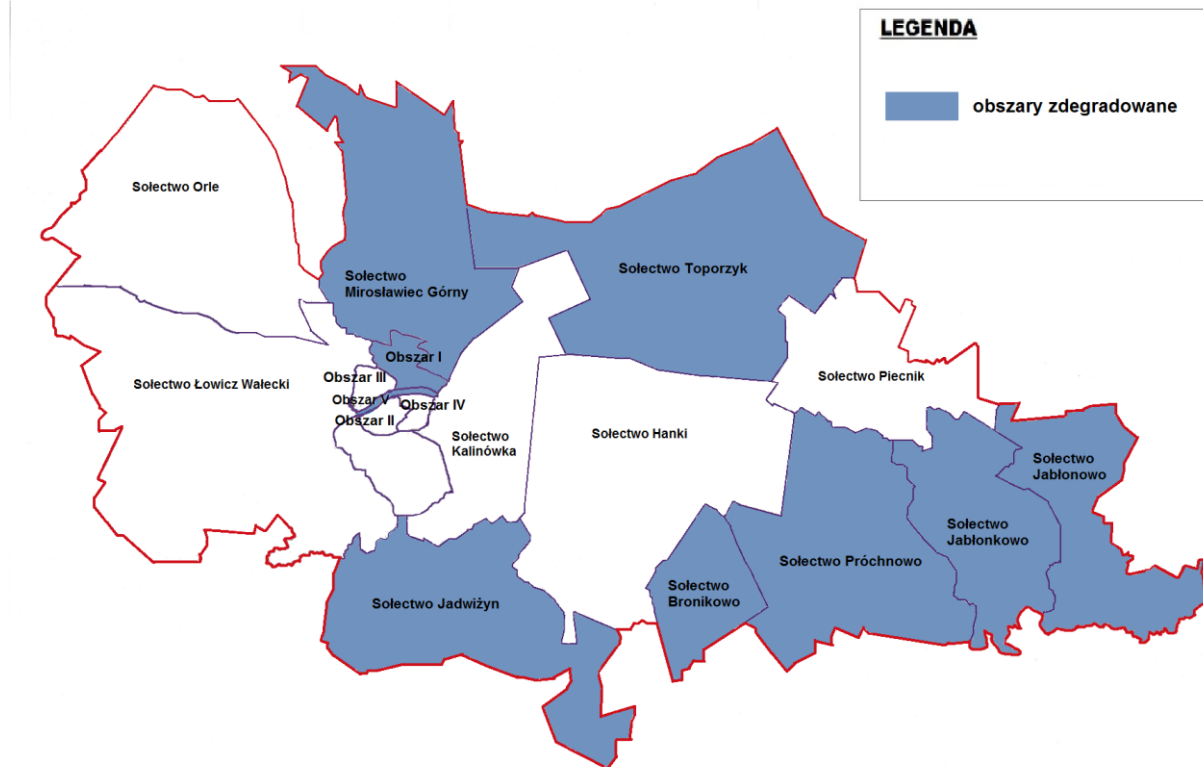 LEGENDA
obszary zdegradowane
Sołectwo Orle
Sołectwo
Mirosławiec Górny
Sołectwo Toporzyk
Obszar I
Sołectwo Łowicz Wałecki
Obszar III
Sołectwo Piecnik
Obszar V
Obszar IV
Obszar II
Sołectwo
Kalinówka
Sołectwo Hanki
Sołectwo
Jabłonowo
Sołectwo
Jabłonkowo
Sołectwo Próchnowo
Sołectwo
Bronikowo
Sołectwo Jadwiżyn